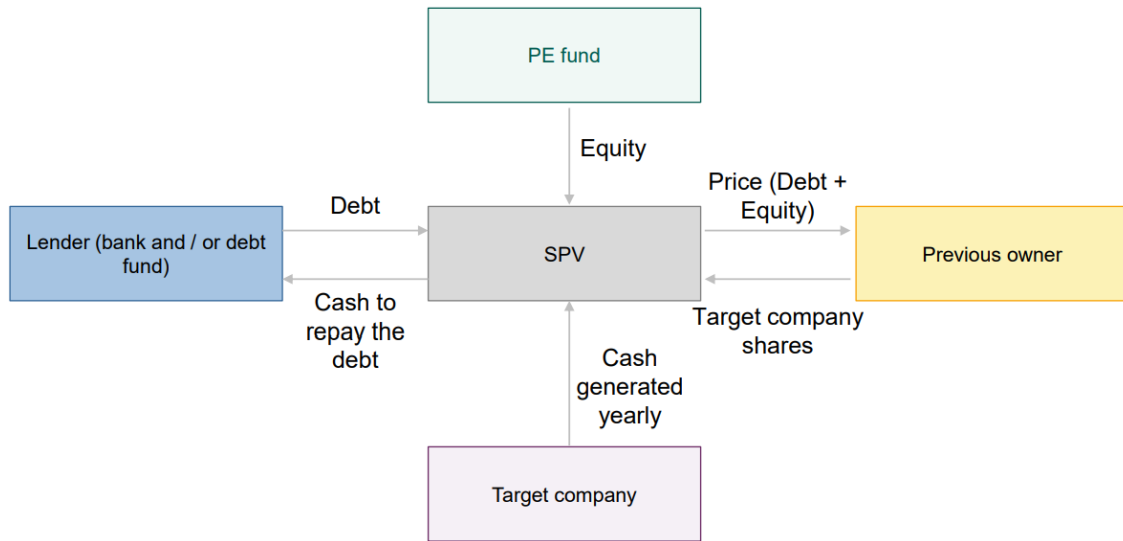 PE fund
Equity
Price (Debt +
Equity)
Debt
Lender (bank and / or debt
fund)
SPV
Previous owner
Cash to
repay the
debt
Target company
shares
Cash
generated
yearly
Target company